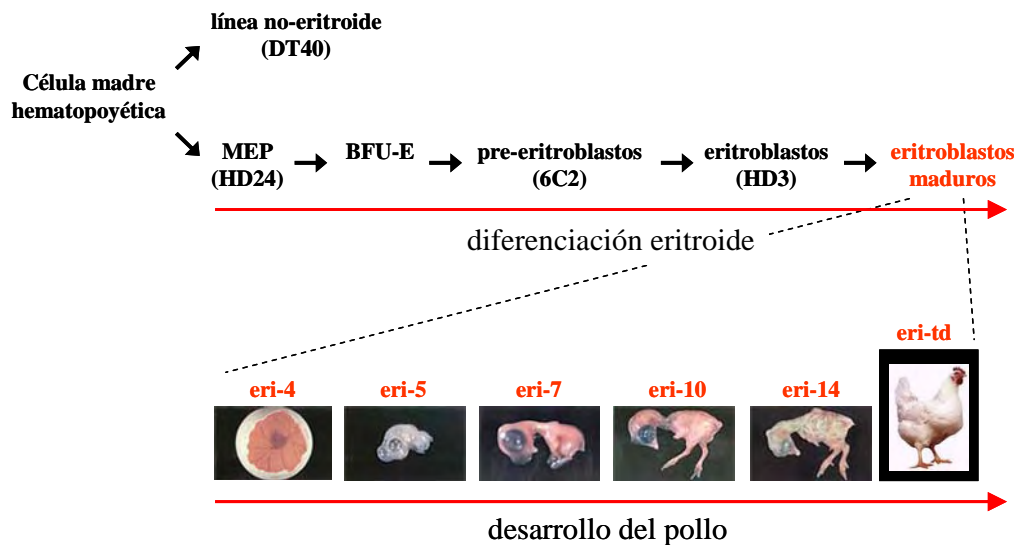 línea no-eritroide
(DT40)
Célula madre
hematopoyética
MEP
(HD24)
BFU-E
pre-eritroblastos
(6C2)
eritroblastos
(HD3)
eritroblastos
maduros
diferenciación eritroide
eri-td
eri-4
eri-5
eri-7
eri-10
eri-14
desarrollo del pollo